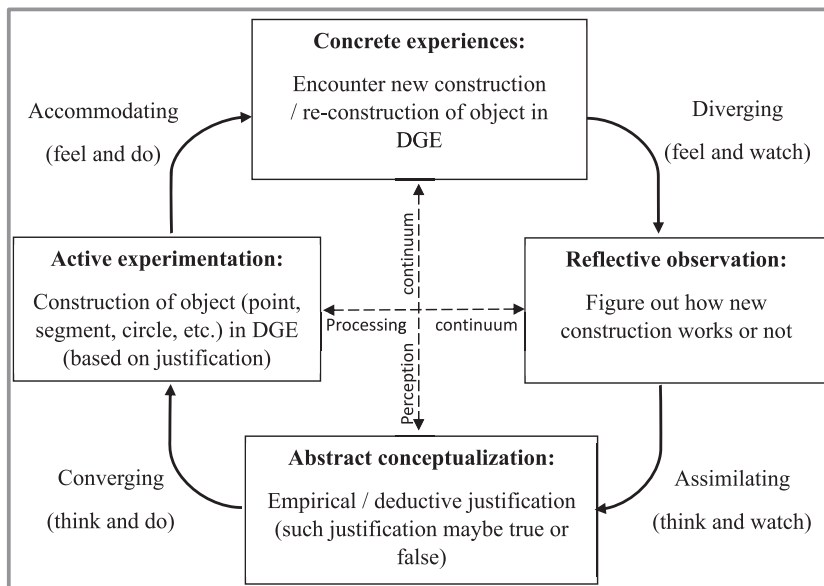 Concrete experiences:
Encounter new construction
/ re-construction of object in
DGE
Accommodating
(feel and do)
Diverging
(feel and watch)
Active experimentation:
Construction of object (point,
segment, circle, etc.) in DGE
(based on justification)
continuum
Processing continuum
Perception
Reflective observation:
Figure out how new
construction works or not
Converging
(think and do)
Abstract conceptualization:
Empirical / deductive justification
(such justification maybe true or
false)
Assimilating
(think and watch)